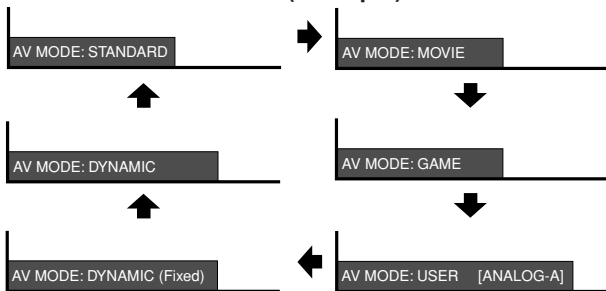 AV MODE: STANDARD
AV MODE: MOVIE
AV MODE: DYNAMIC
AV MODE: GAME
AV MODE: DYNAMIC (Fixed)
AV MODE: USER [ANALOG-A]